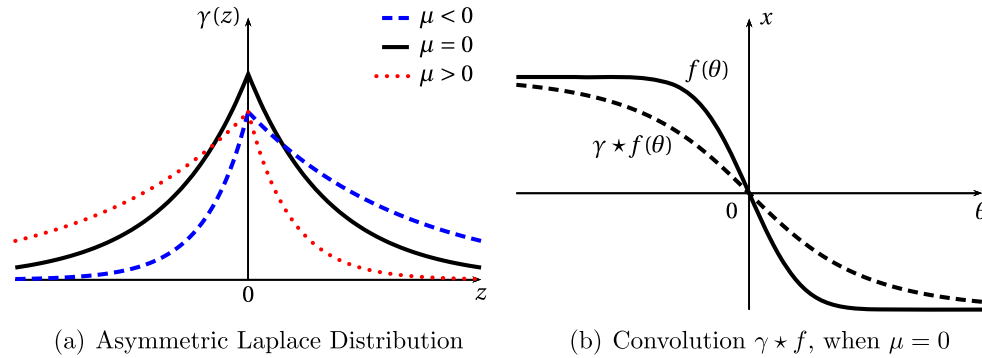 γ(z)
μ < 0
μ = 0
μ > 0
0
z
x
f(θ)
γ ⋆ f(θ)
0
θ
(a) Asymmetric Laplace Distribution
(b) Convolution γ ⋆ f, when μ = 0